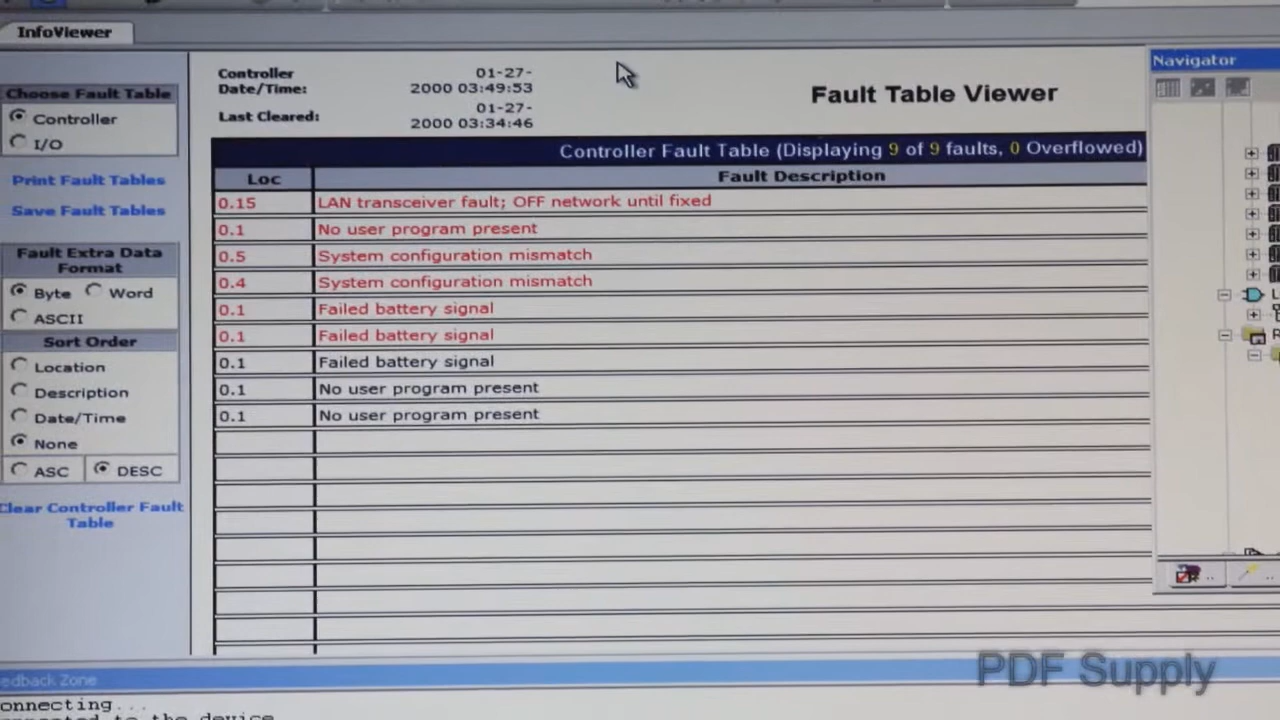 InfoViewer
Navigator
Controller Date/Time: 01-27-2000 03:49:53
Last Cleared: 01-27-2000 03:34:46
Fault Table Viewer
Choose Fault Table
Controller
I/O
Print Fault Tables
Save Fault Tables
Fault Extra Data
Format
Byte Word
ASCII
Sort Order
Location
Description
Date/Time
None
ASC DESC
Clear Controller Fault
Table
Controller Fault Table (Displaying 9 of 9 faults, 0 Overflowed)
Loc Fault Description
0.15 LAN transceiver fault; OFF network until fixed
0.1 No user program present
0.5 System configuration mismatch
0.4 System configuration mismatch
0.1 Failed battery signal
0.1 Failed battery signal
0.1 Failed battery signal
0.1 No user program present
0.1 No user program present
eedback Zone
onnecting...
to the device
PDF Supply